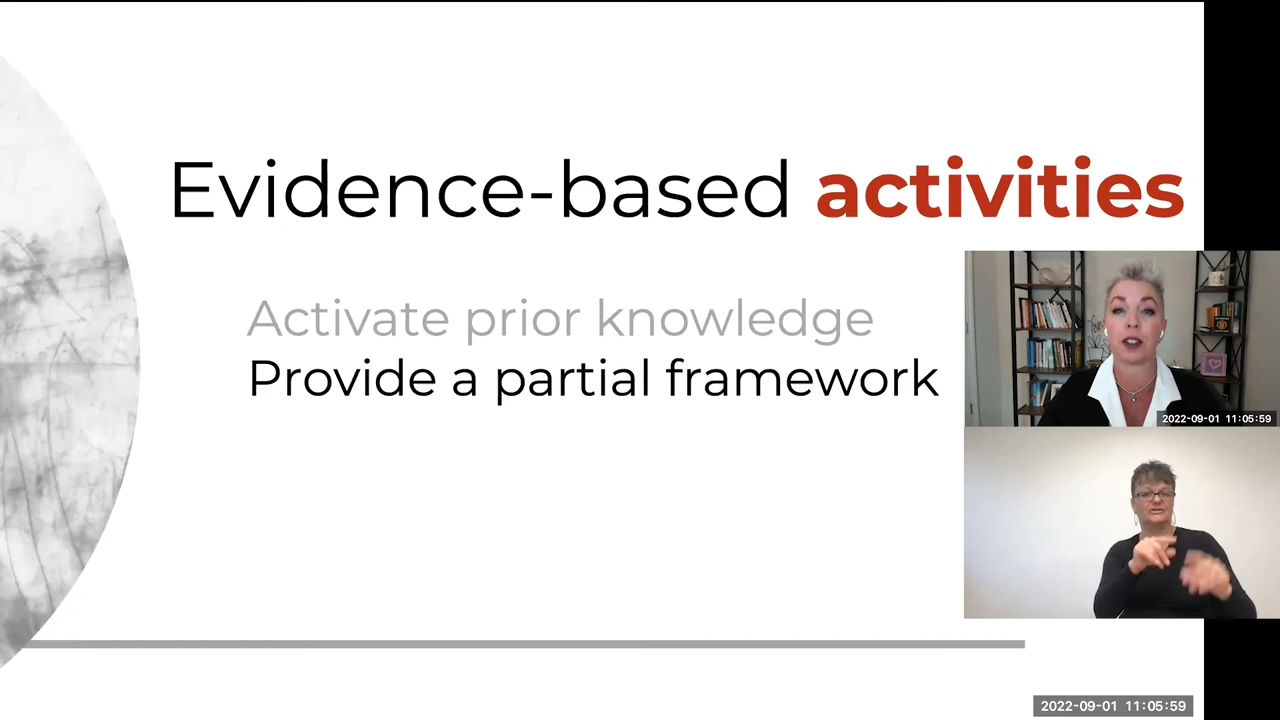 Evidence-based activities
Activate prior knowledge
Provide a partial framework
2022-09-01 11:05:59
2022-09-01 11:05:59